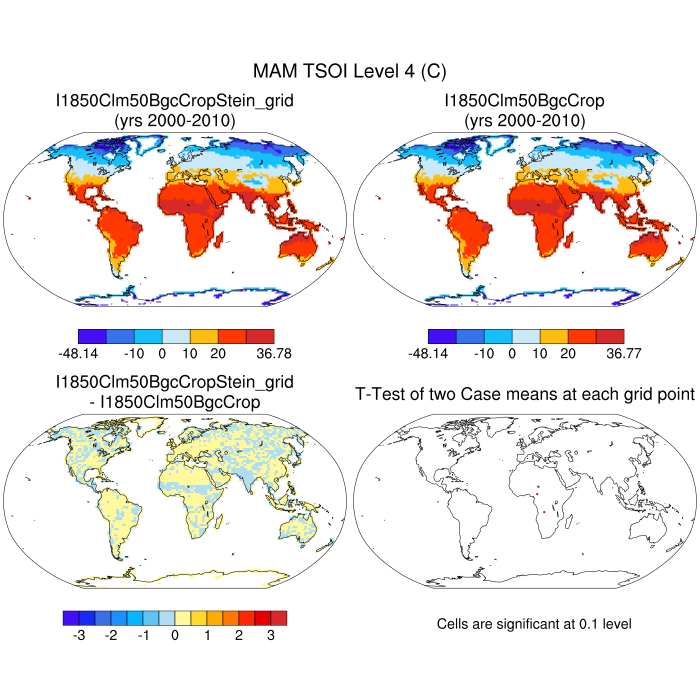 MAM TSOI Level 4 (C)
I1850Clm50BgcCropStein_grid
(yrs 2000-2010)
I1850Clm50BgcCrop
(yrs 2000-2010)
-48.14 -10 0 10 20 36.78
-48.14 -10 0 10 20 36.77
I1850Clm50BgcCropStein_grid
- I1850Clm50BgcCrop
T-Test of two Case means at each grid point
-3 -2 -1 0 1 2 3
Cells are significant at 0.1 level